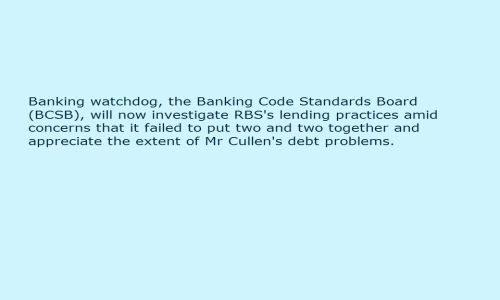 Banking watchdog, the Banking Code Standards Board
(BCSB), will now investigate RBS's lending practices amid
concerns that it failed to put two and two together and
appreciate the extent of Mr Cullen's debt problems.